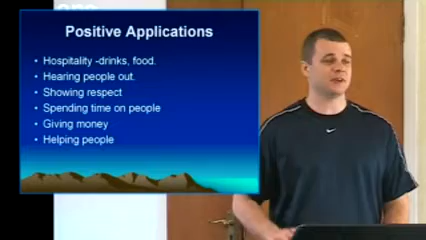 Positive Applications
• Hospitality -drinks, food.
• Hearing people out.
• Showing respect
• Spending time on people
• Giving money
• Helping people